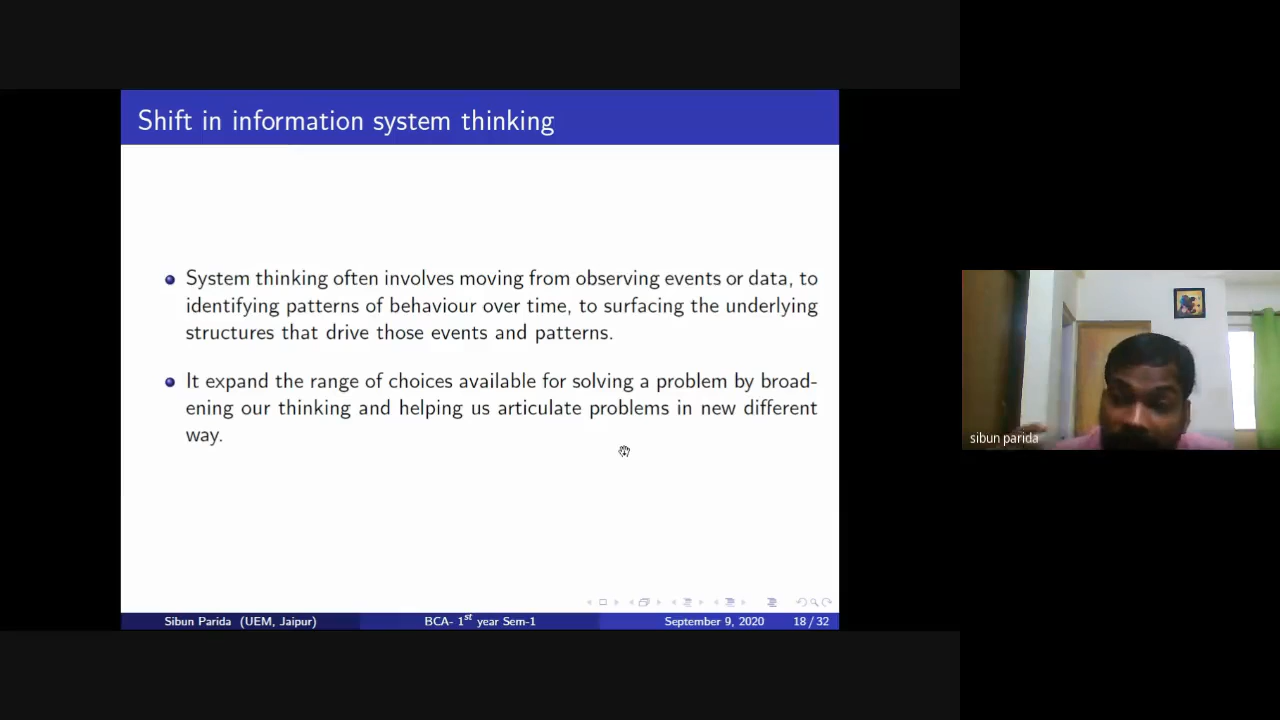 Shift in information system thinking
System thinking often involves moving from observing events or data, to
identifying patterns of behaviour over time, to surfacing the underlying
structures that drive those events and patterns.
It expand the range of choices available for solving a problem by broad-
ening our thinking and helping us articulate problems in new different
way.
sibun parida
Sibun Parida (UEM, Jaipur)
BCA- 1st year Sem-1
September 9, 2020
18 / 32